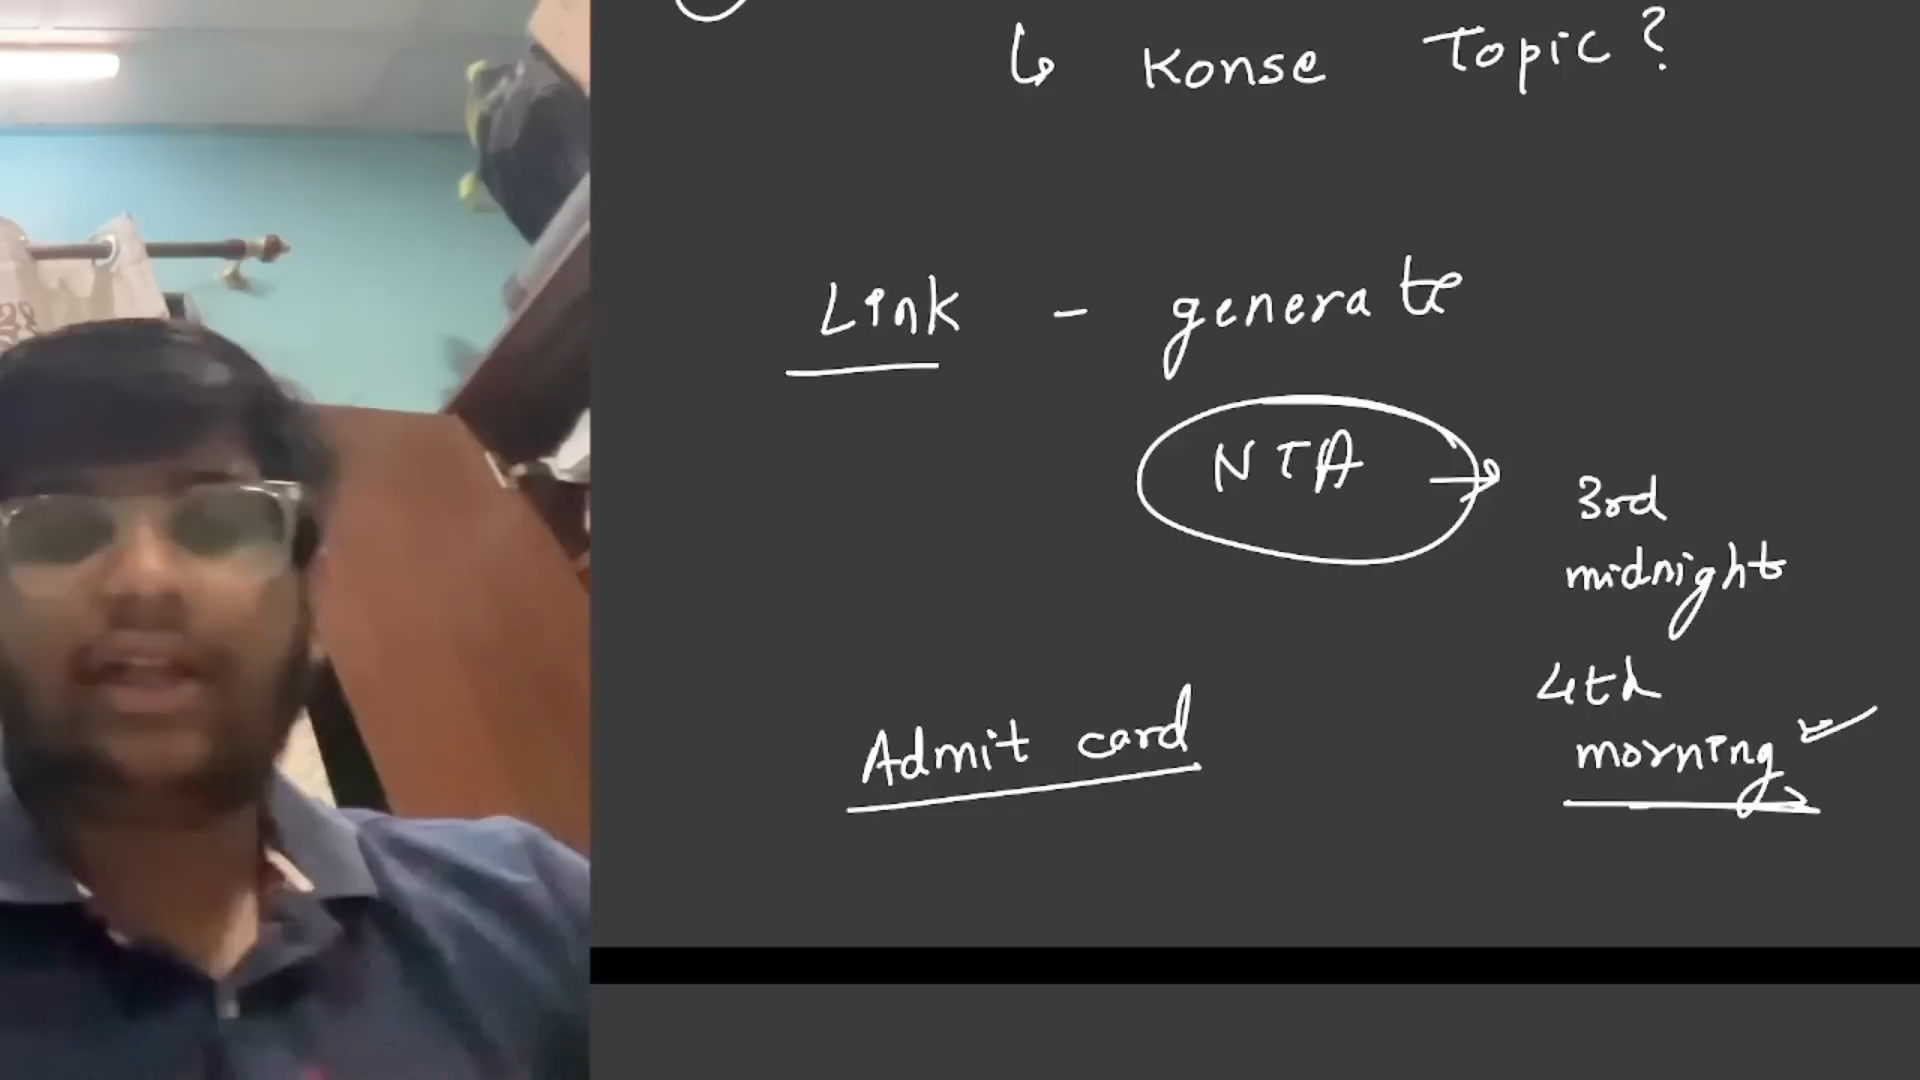 ↳ Konse Topic?
Link - generate
NTA → 3rd
midnight
4th
morning
Admit card